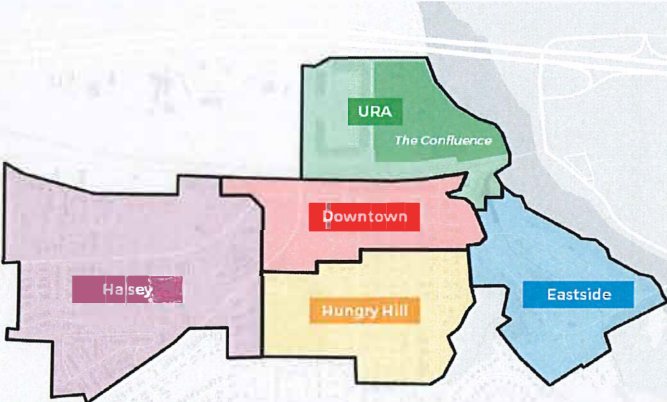 URA
The Confluence
Downtown
Halsey
Hungry Hill
Eastside